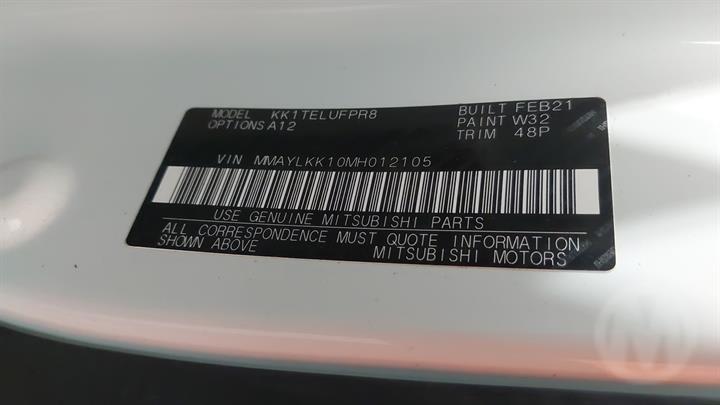 MODEL KK1TELUFPR8 BUILT FEB21
OPTIONS A12 PAINT W32
TRIM 48P
VIN MMAYLKK10MH012105
USE GENUINE MITSUBISHI PARTS
ALL CORRESPONDENCE MUST QUOTE INFORMATION
SHOWN ABOVE MITSUBISHI MOTORS
M